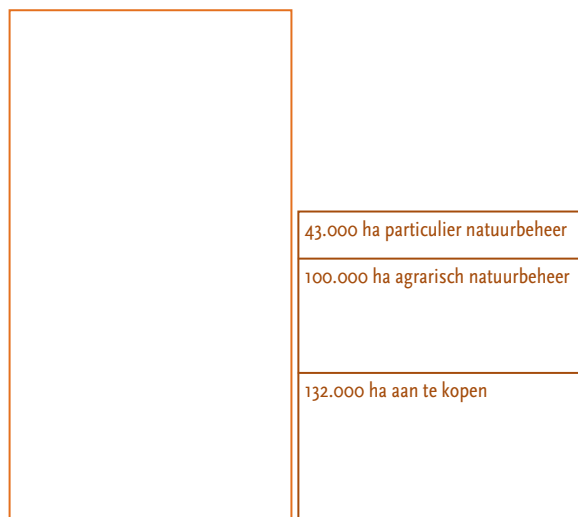 43.000 ha particulier natuurbeheer
100.000 ha agrarisch natuurbeheer
132.000 ha aan te kopen